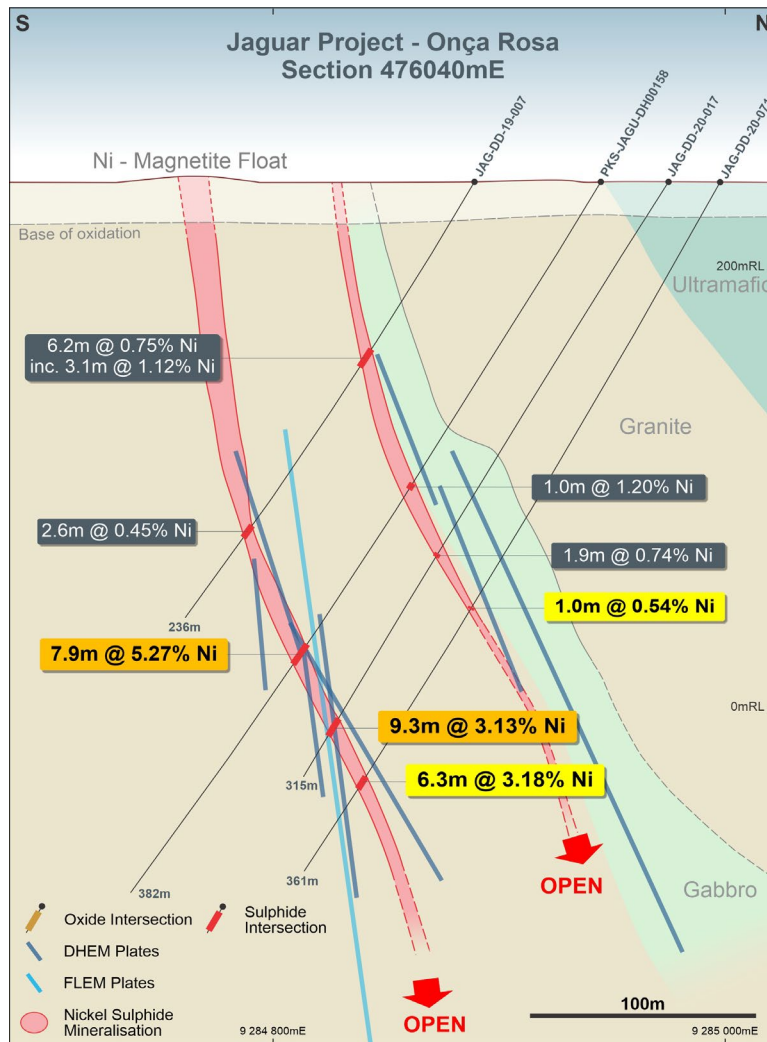 S
N
Jaguar Project - Onça Rosa
Section 476040mE
JAG-DD-19-007
PKS-JAGU-DH00158
JAG-DD-20-017
JAG-DD-20-071
Ni - Magnetite Float
Base of oxidation
200mRL
Ultramafic
6.2m @ 0.75% Ni
inc. 3.1m @ 1.12% Ni
Granite
1.0m @ 1.20% Ni
2.6m @ 0.45% Ni
1.9m @ 0.74% Ni
1.0m @ 0.54% Ni
236m
7.9m @ 5.27% Ni
0mRL
9.3m @ 3.13% Ni
315m
6.3m @ 3.18% Ni
361m
382m
OPEN
Gabbro
Oxide Intersection
Sulphide
Intersection
DHEM Plates
FLEM Plates
Nickel Sulphide
Mineralisation
OPEN
100m
9 284 800mE
9 285 000mE